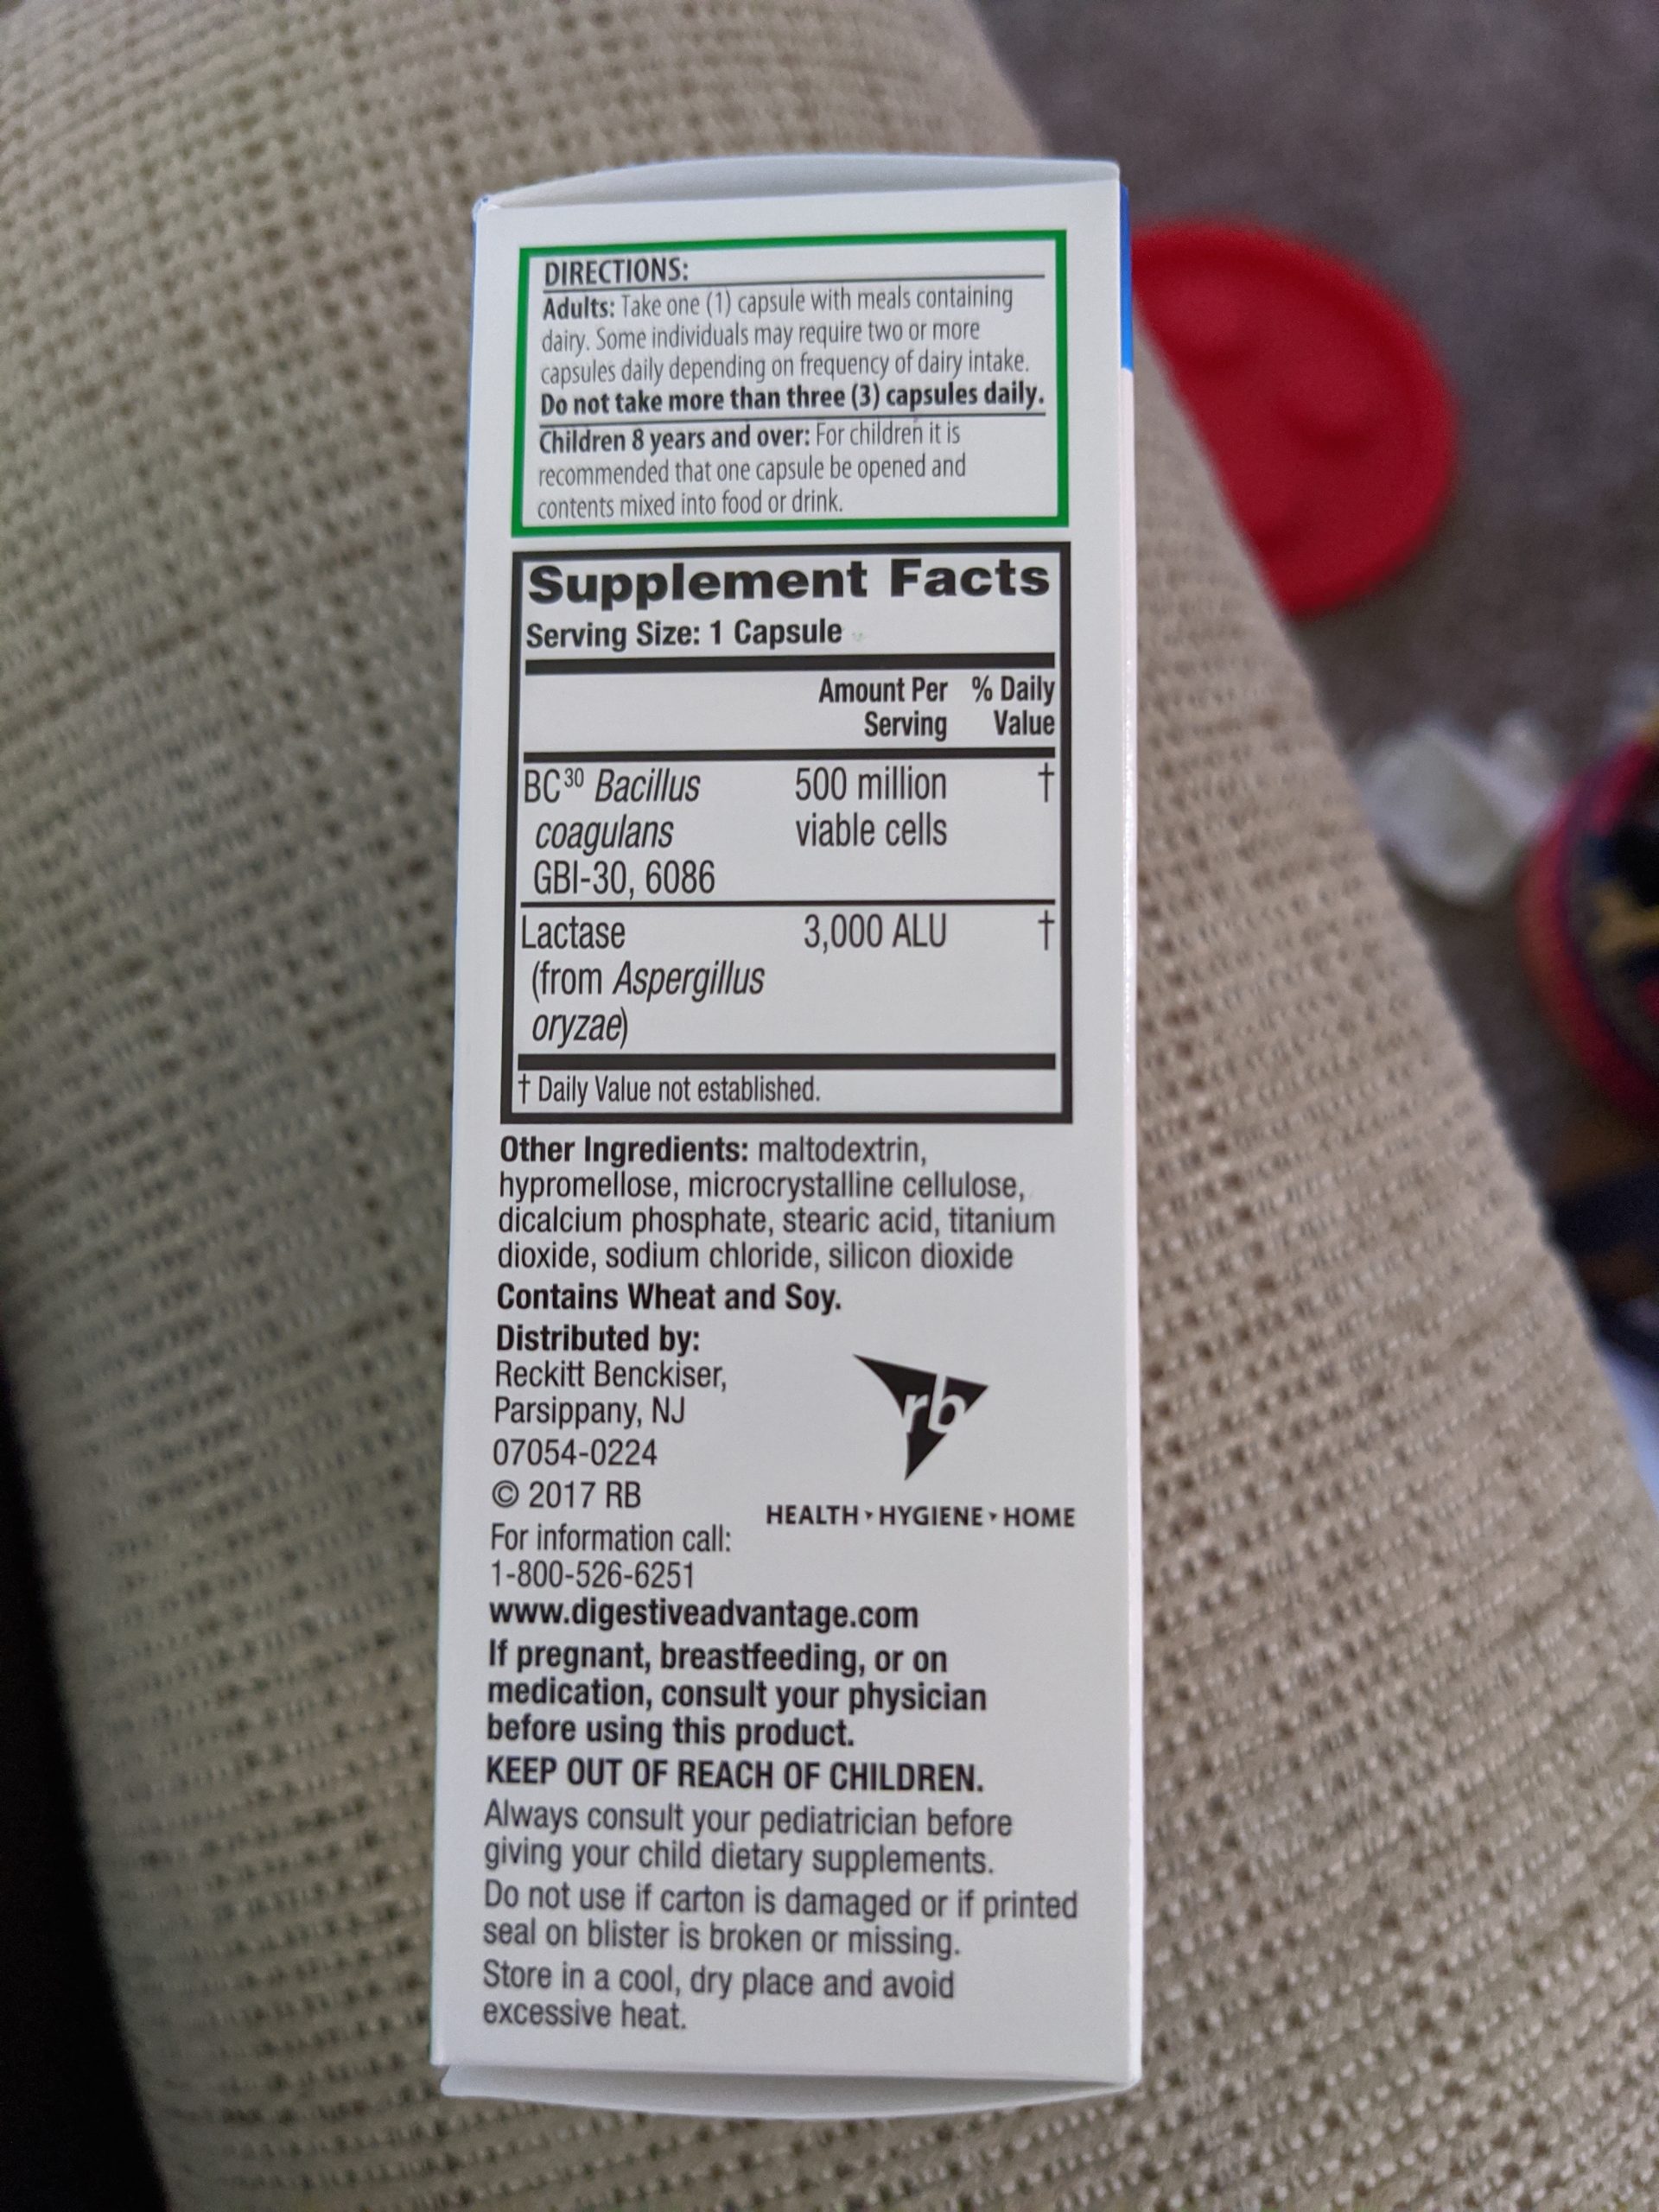 DIRECTIONS:
Adults: Take one (1) capsule with meals containing
dairy. Some individuals may require two or more
capsules daily depending on frequency of dairy intake.
Do not take more than three (3) capsules daily.
Children 8 years and over: For children it is
recommended that one capsule be opened and
contents mixed into food or drink.
Supplement Facts
Serving Size: 1 Capsule
Amount Per % Daily
Serving Value
BC30 Bacillus 500 million †
coagulans viable cells
GBI-30, 6086
Lactase 3,000 ALU †
(from Aspergillus
oryzae)
† Daily Value not established.
Other Ingredients: maltodextrin,
hypromellose, microcrystalline cellulose,
dicalcium phosphate, stearic acid, titanium
dioxide, sodium chloride, silicon dioxide
Contains Wheat and Soy.
Distributed by:
Reckitt Benckiser,
Parsippany, NJ
07054-0224
© 2017 RB
rb
HEALTH HYGIENE HOME
For information call:
1-800-526-6251
www.digestiveadvantage.com
If pregnant, breastfeeding, or on
medication, consult your physician
before using this product.
KEEP OUT OF REACH OF CHILDREN.
Always consult your pediatrician before
giving your child dietary supplements.
Do not use if carton is damaged or if printed
seal on blister is broken or missing.
Store in a cool, dry place and avoid
excessive heat.